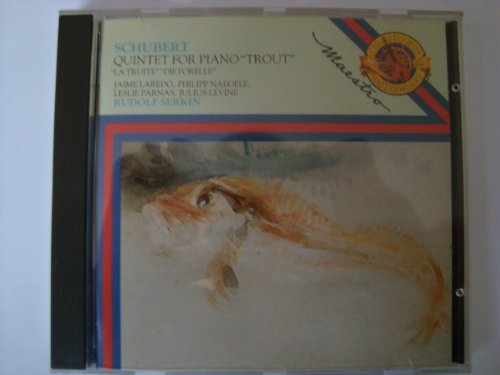 SCHUBERT
QUINTET FOR PIANO "TROUT"
"LA TRUITE" "DIE FORELLE"
JAIME LAREDO, PHILIPP NAEGELE,
LESLIE PARNAS, JULIUS LEVINE
RUDOLF SERKIN
Maestro